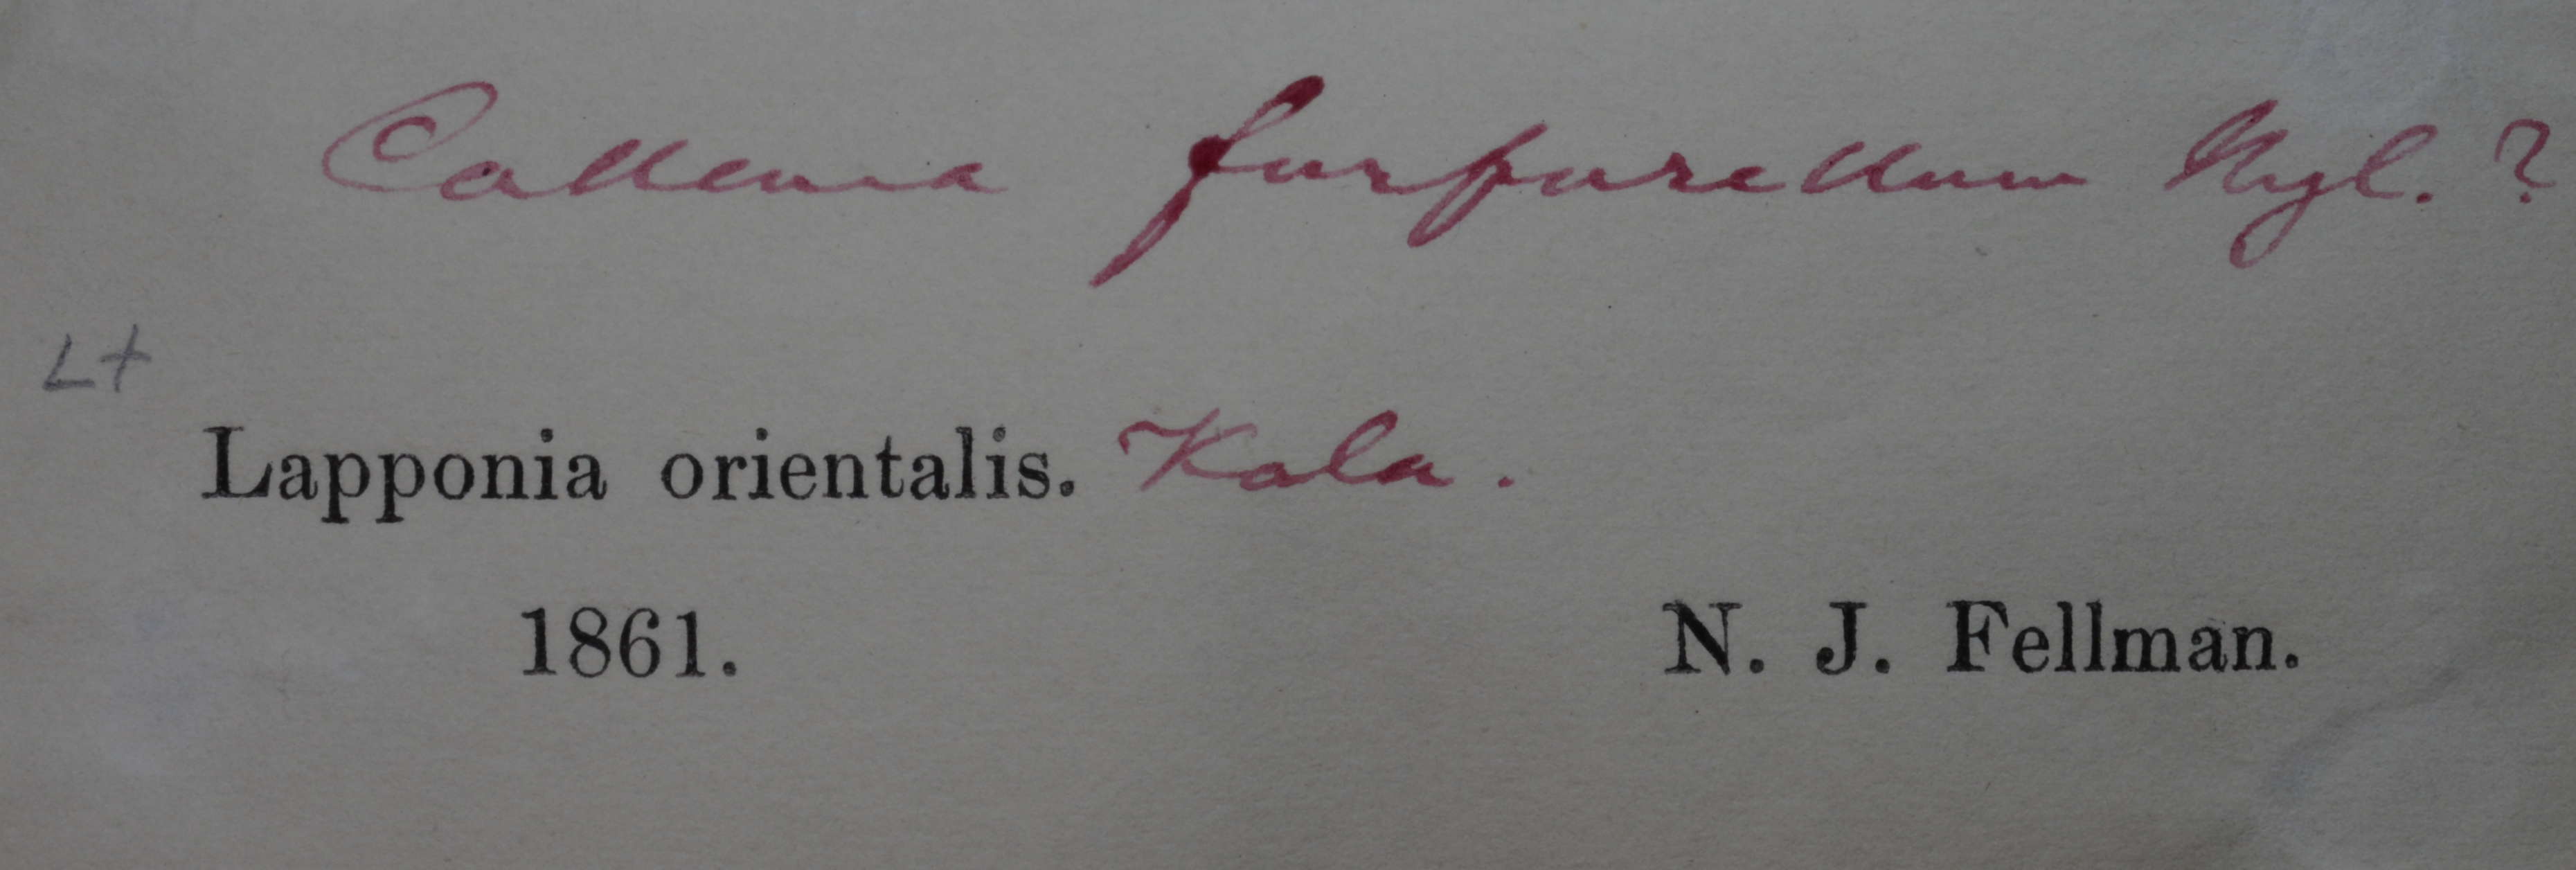 Collema furfurellum Nyl. ?
Lt
Lapponia orientalis. Kola.
1861. N. J. Fellman.